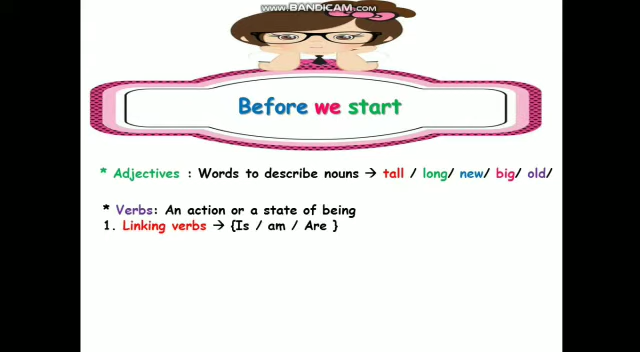 www.BANDICAM.com
Before we start
* Adjectives : Words to describe nouns → tall / long/ new/ big/ old/
* Verbs: An action or a state of being
1. Linking verbs → {Is / am / Are }